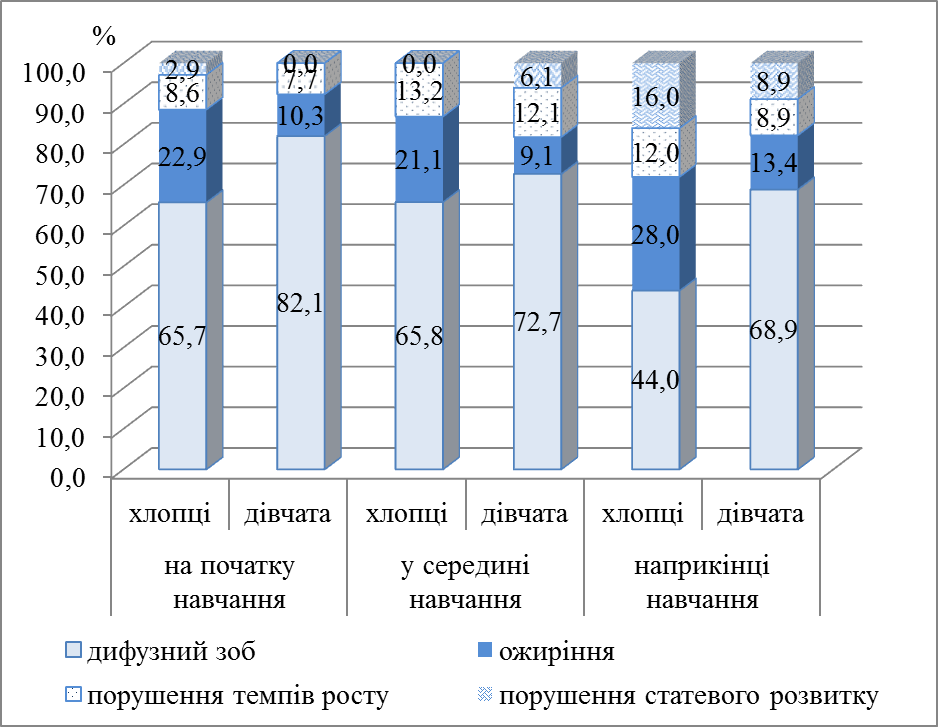 %
100,0
90,0
80,0
70,0
60,0
50,0
40,0
30,0
20,0
10,0
0,0
2,9 0,0 0,0 6,1 16,0 8,9
8,6 7,7 13,2 12,1 12,0 8,9
22,9 10,3 21,1 9,1 28,0 13,4
65,7 82,1 65,8 72,7 44,0 68,9
хлопці дівчата хлопці дівчата хлопці дівчата
на початку у середині наприкінці
навчання навчання навчання
дифузний зоб ожиріння
порушення темпів росту порушення статевого розвитку